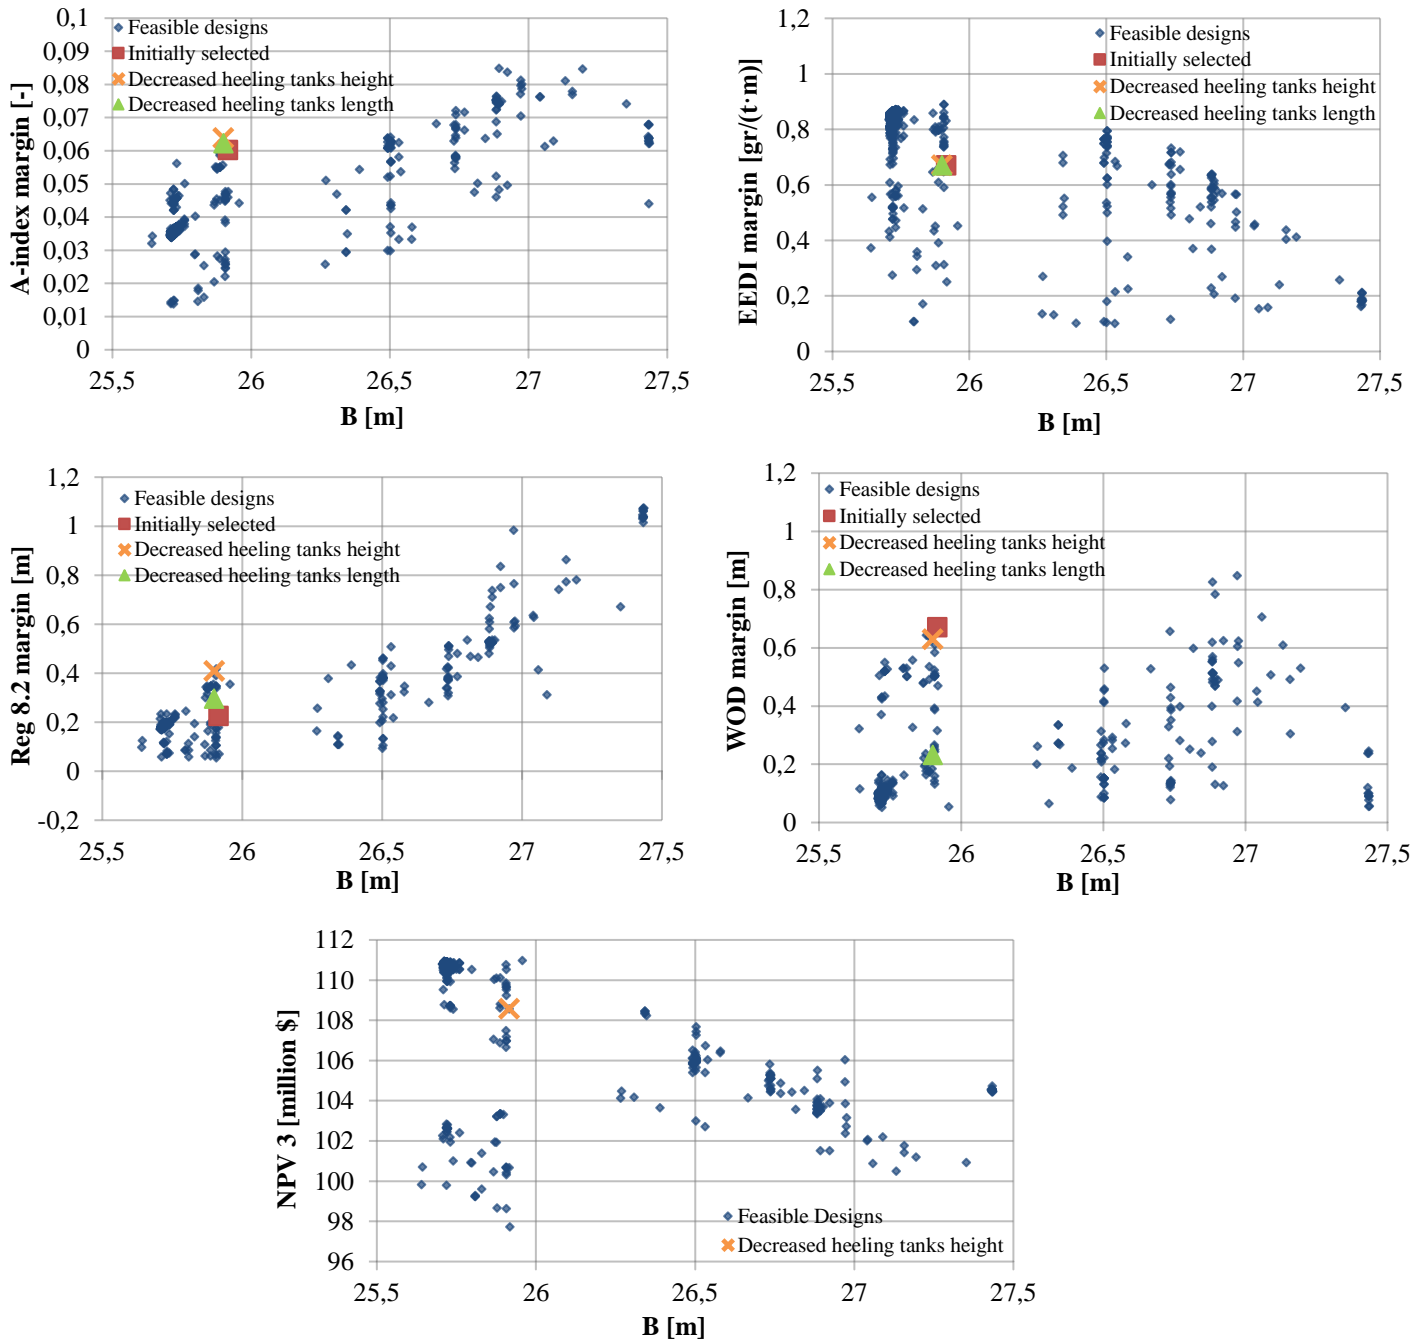 A-index margin [-]
0,1
0,09
0,08
0,07
0,06
0,05
0,04
0,03
0,02
0,01
0
Feasible designs
Initially selected
Decreased heeling tanks height
Decreased heeling tanks length
25,5 26 26,5 27 27,5
B [m]
EEDI margin [gr/(t·m)]
1,2
1
0,8
0,6
0,4
0,2
0
Feasible designs
Initially selected
Decreased heeling tanks height
Decreased heeling tanks length
25,5 26 26,5 27 27,5
B [m]
Reg 8.2 margin [m]
1,2
1
0,8
0,6
0,4
0,2
0
-0,2
Feasible designs
Initially selected
Decreased heeling tanks height
Decreased heeling tanks length
25,5 26 26,5 27 27,5
B [m]
WOD margin [m]
1,2
1
0,8
0,6
0,4
0,2
0
Feasible designs
Initially selected
Decreased heeling tanks height
Decreased heeling tanks length
25,5 26 26,5 27 27,5
B [m]
NPV 3 [million $]
112
110
108
106
104
102
100
98
96
Feasible Designs
Decreased heeling tanks height
25,5 26 26,5 27 27,5
B [m]